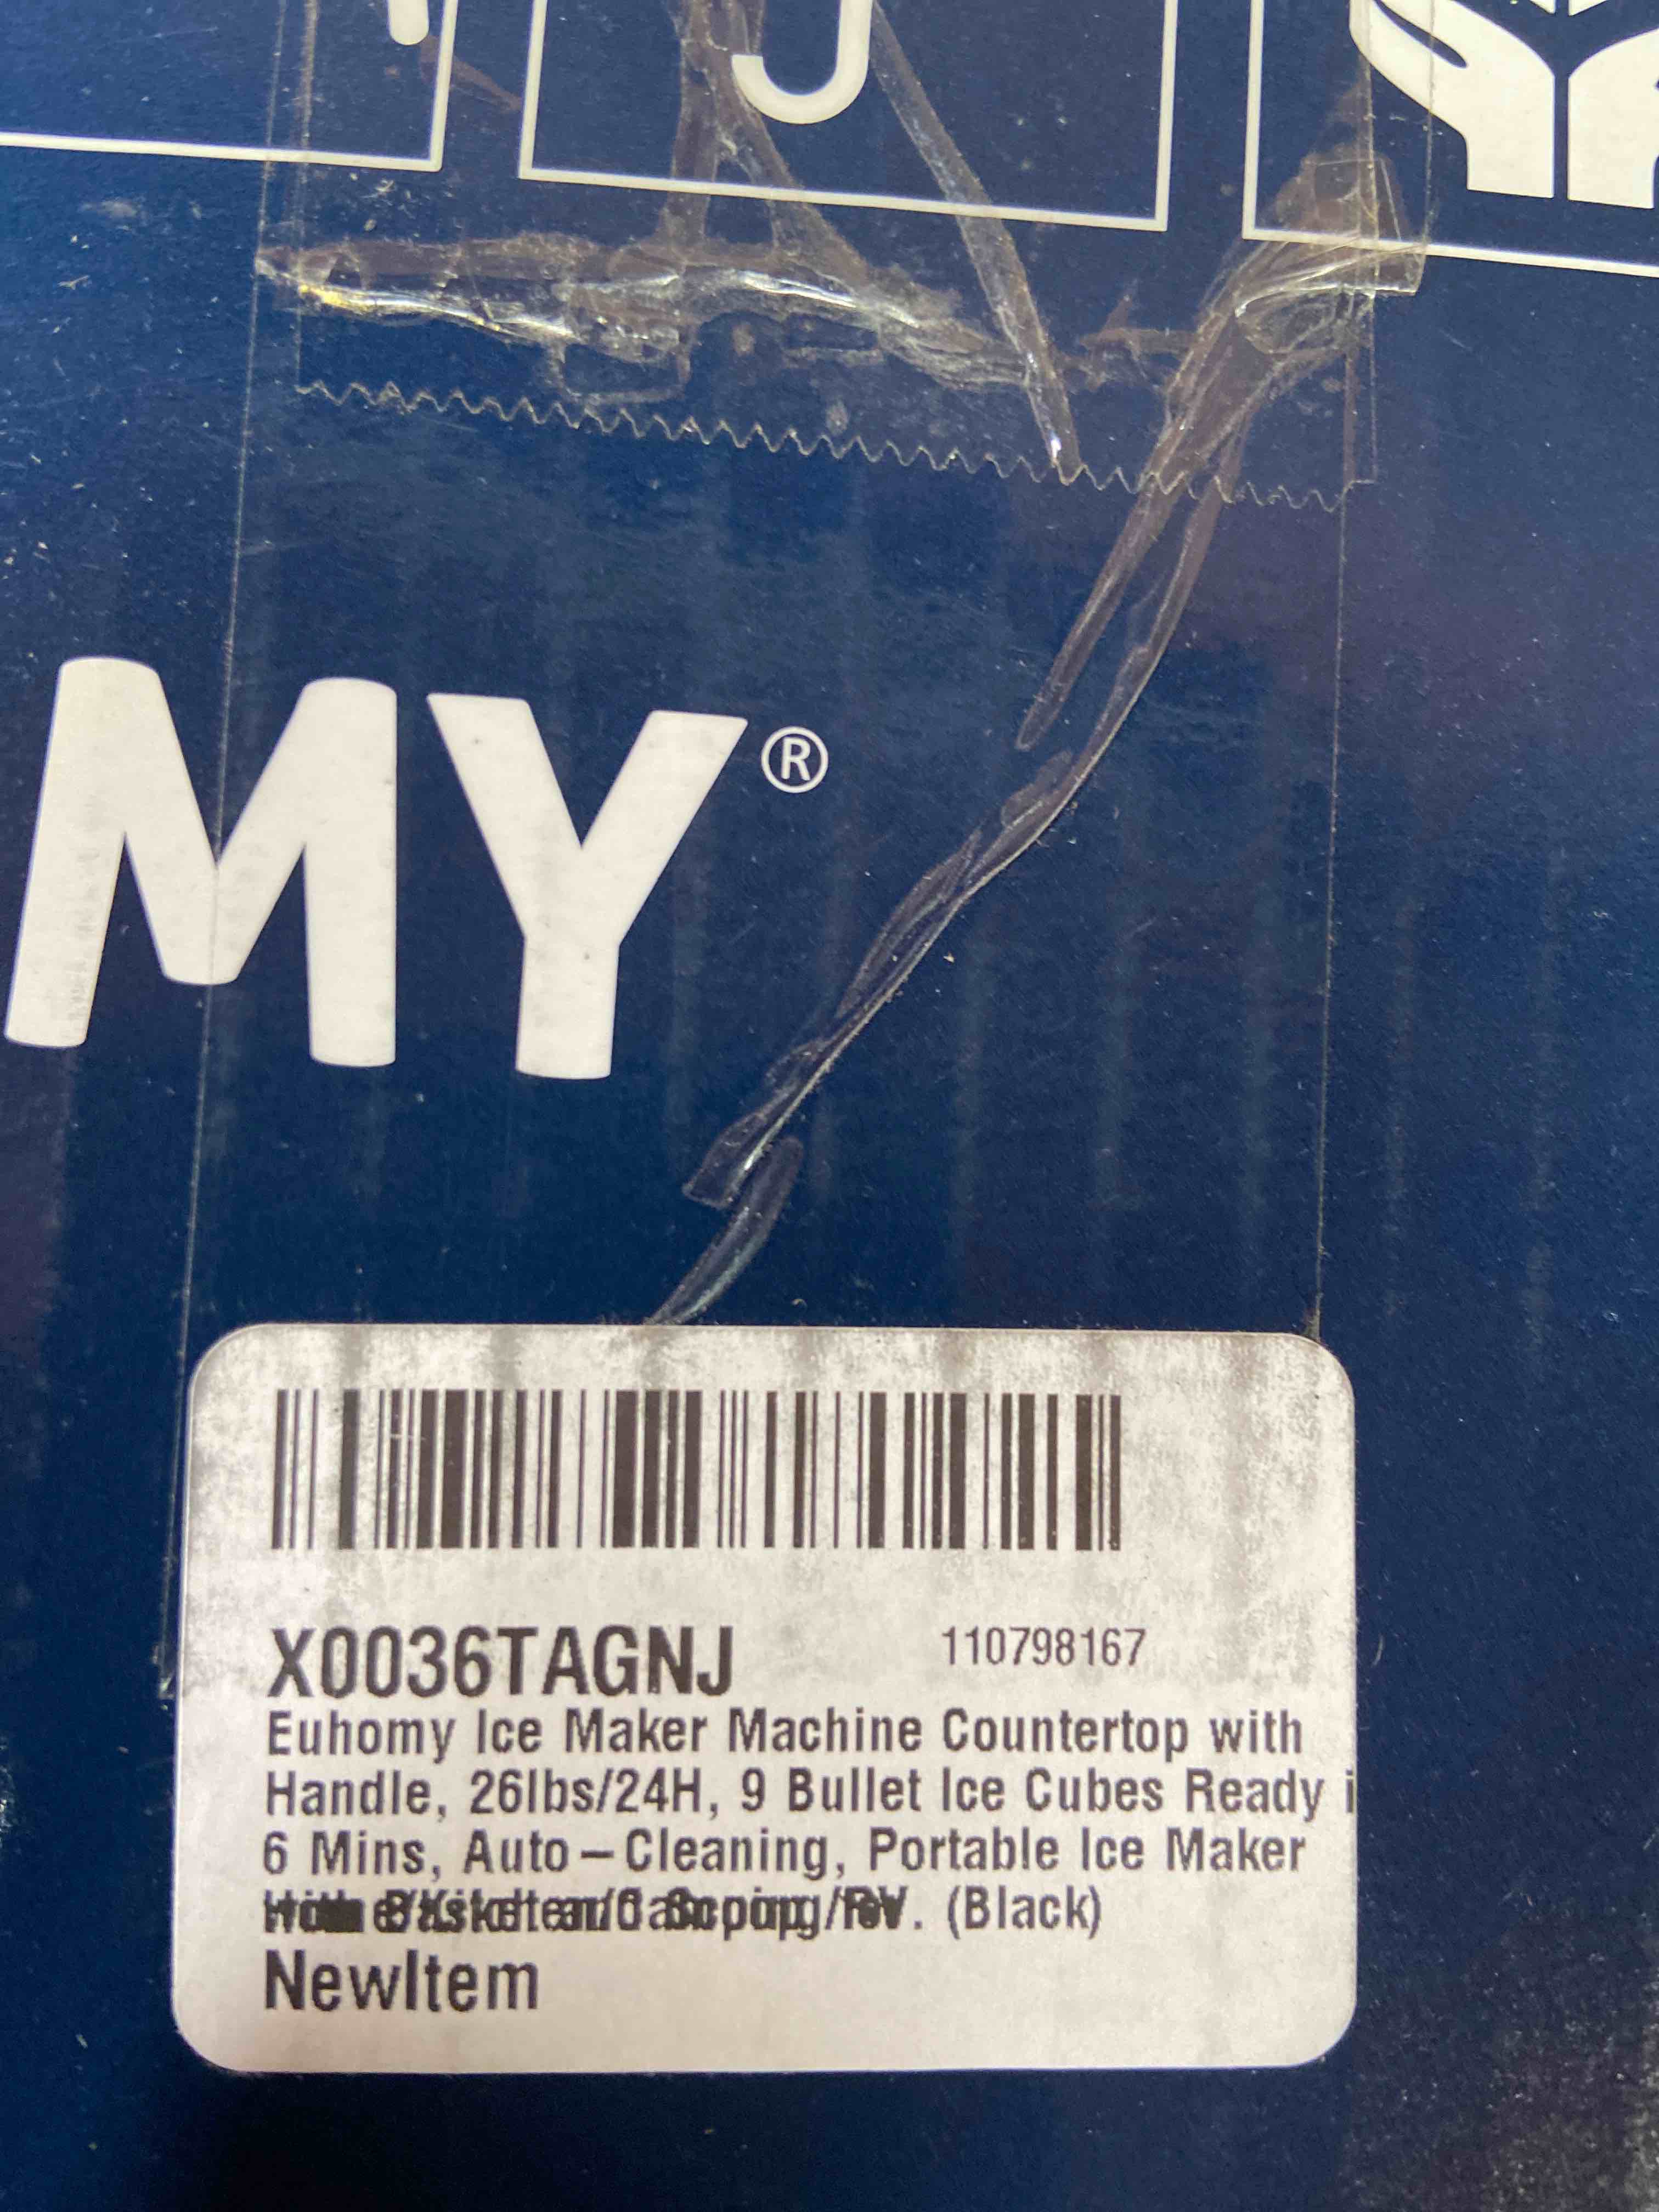 MY®
X0036TAGNJ 110798167
Euhomy Ice Maker Machine Countertop with
Handle, 26lbs/24H, 9 Bullet Ice Cubes Ready i
6 Mins, Auto-Cleaning, Portable Ice Maker
(Black)
NewItem